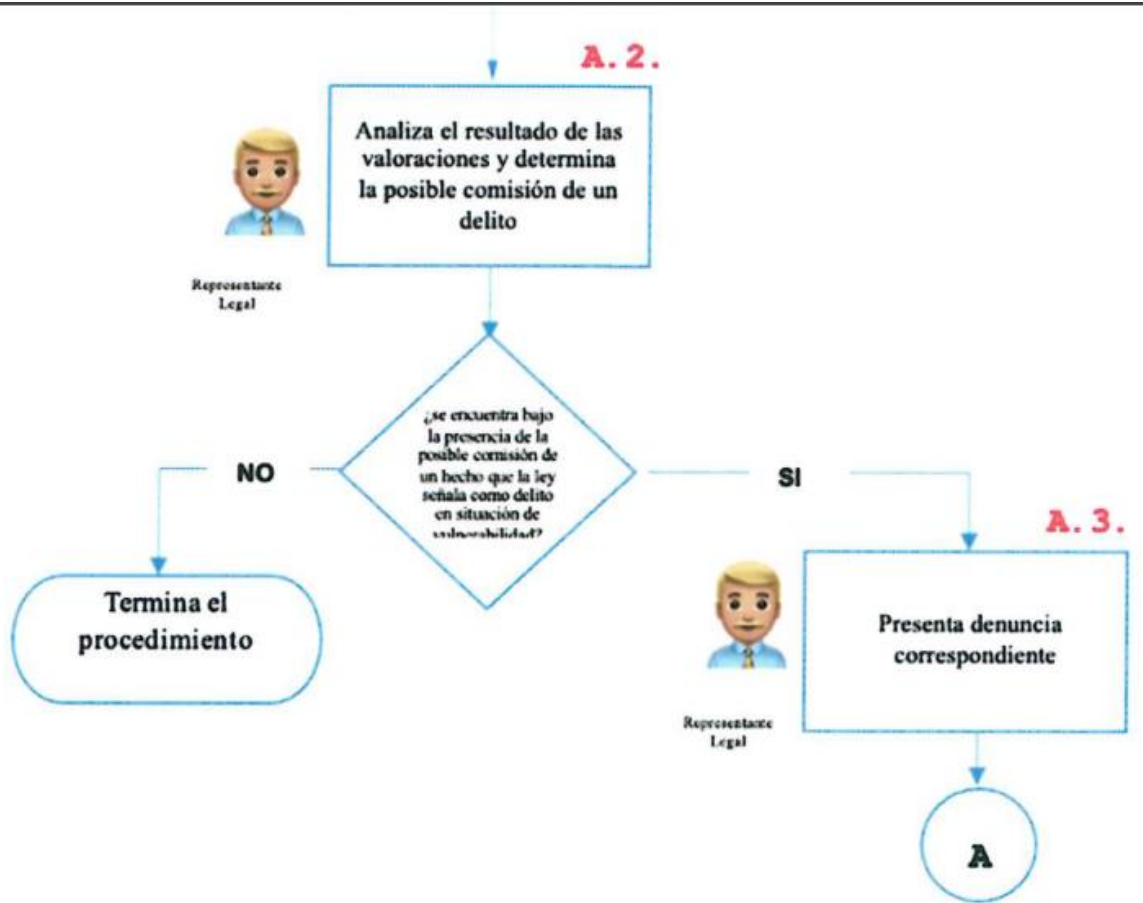 A.2.
Analiza el resultado de las
valoraciones y determina
la posible comisión de un
delito
Representante
Legal
¿se encuentra bajo
la presencia de la
posible comisión de
un hecho que la ley
señala como delito
en situación de
vulnerabilidad?
NO
SI
A.3.
Termina el
procedimiento
Presenta denuncia
correspondiente
Representante
Legal
A